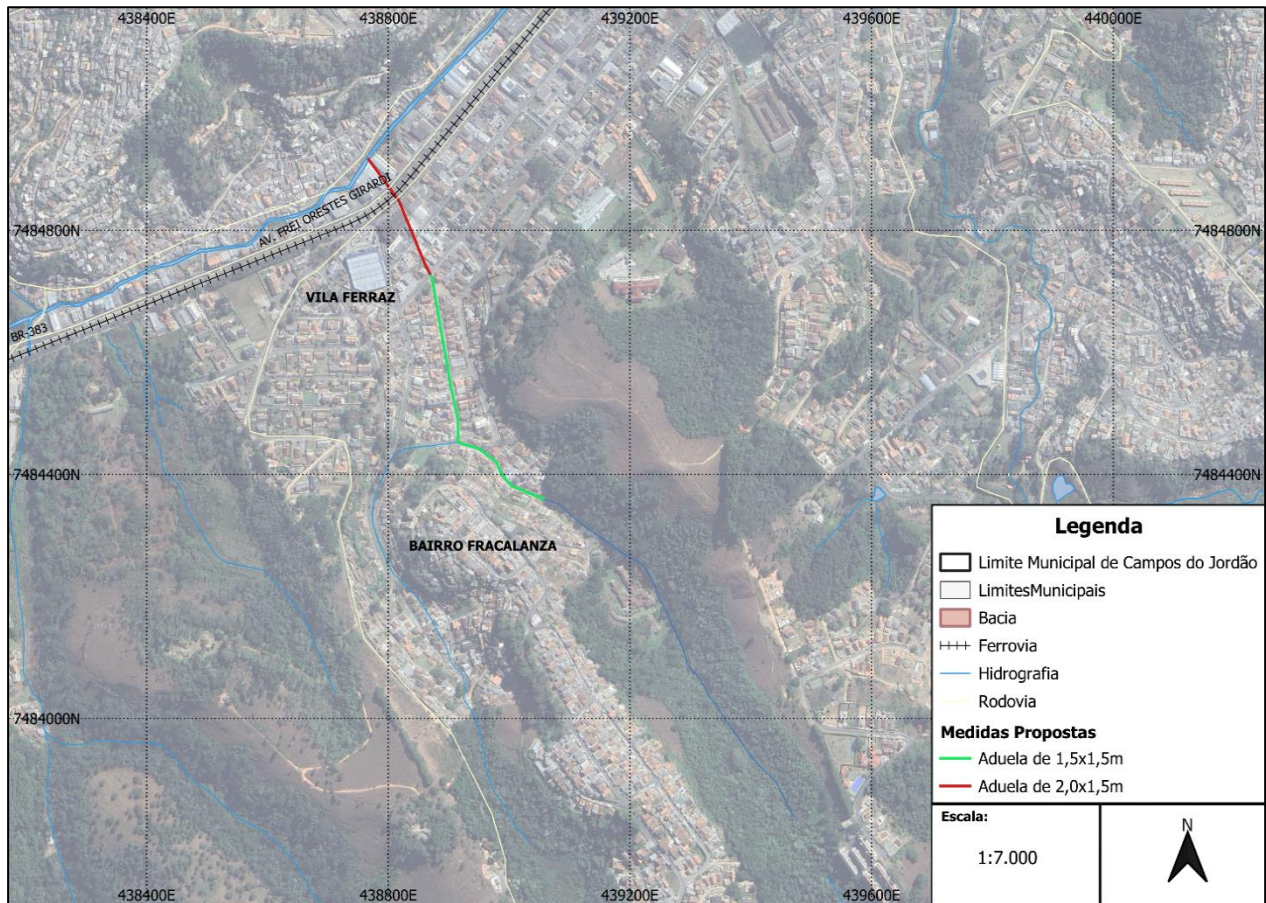 438400E 438800E 439200E 439600E 440000E
AV. FREI ORESTES GIRARDI
7484800N 7484800N
VILA FERRAZ
BR-383
7484400N 7484400N
BAIRRO FRACALANZA
7484000N
438400E 438800E 439200E 439600E
Legenda
Limite Municipal de Campos do Jordão
LimitesMunicipais
Bacia
Ferrovia
Hidrografia
Rodovia
Medidas Propostas
Aduela de 1,5x1,5m
Aduela de 2,0x1,5m
Escala:
1:7.000
N